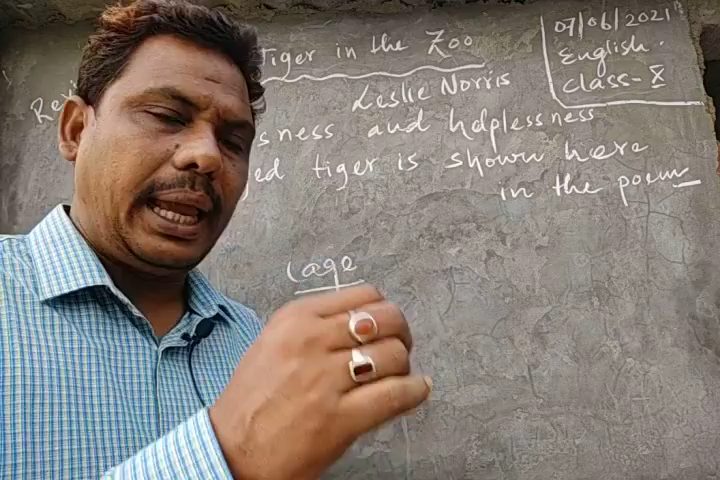 Tiger in the Zoo
07/06/2021
English.
Class- X
Leslie Norris
sness and helplessness
ged tiger is shown here
in the poem
Cage